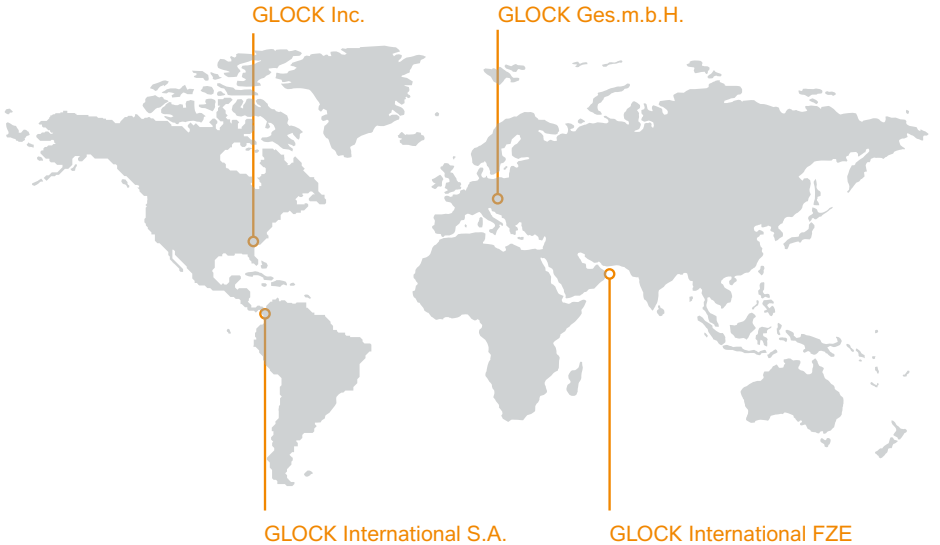 GLOCK Inc.
GLOCK Ges.m.b.H.
GLOCK International S.A.
GLOCK International FZE